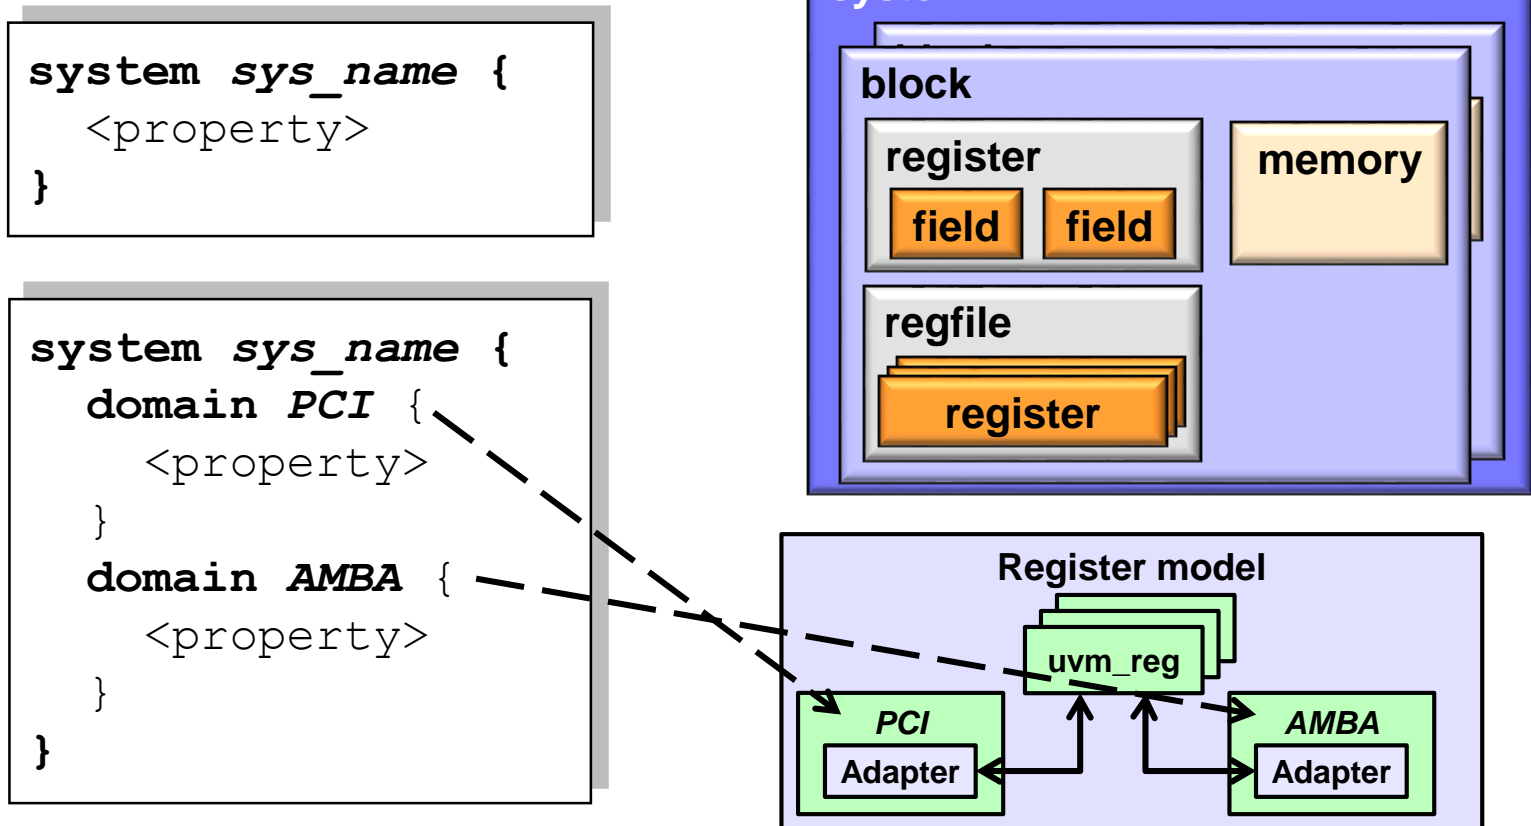 system sys_name {
<property>
}
system sys_name {
domain PCI {
<property>
}
domain AMBA {
<property>
}
}
block
register
memory
field field
regfile
register
Register model
uvm_reg
PCI
Adapter
AMBA
Adapter